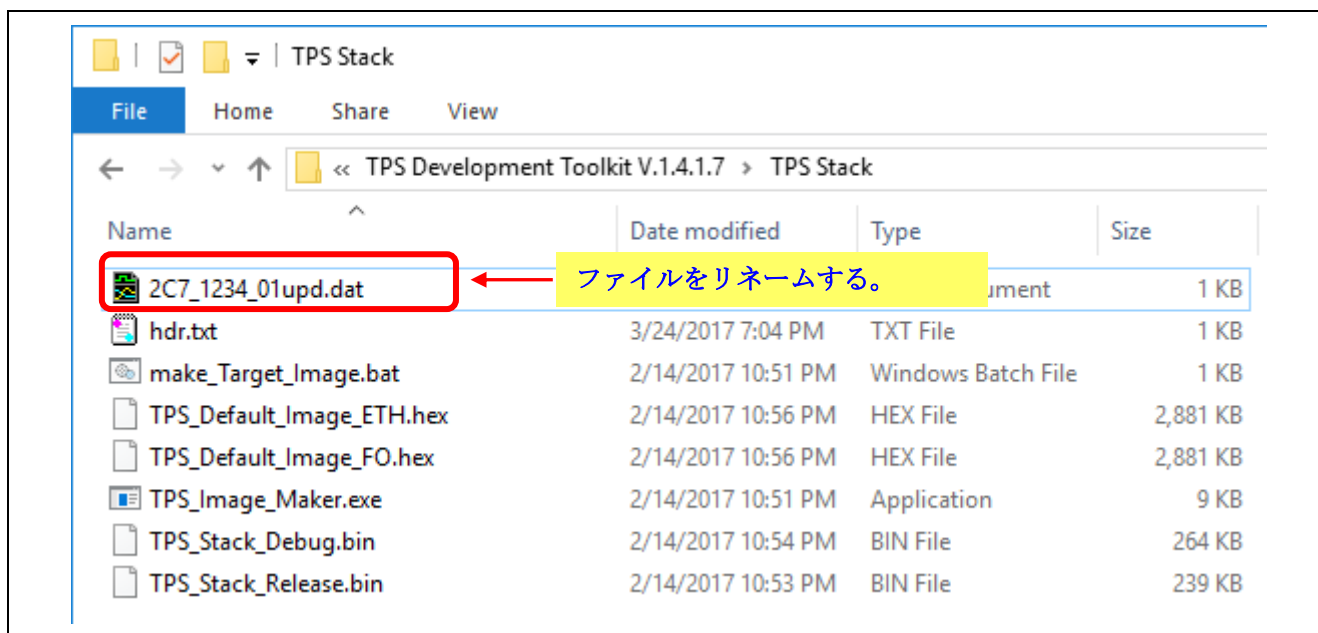 TPS Stack
File Home Share View
« TPS Development Toolkit V.1.4.1.7 > TPS Stack
Name Date modified Type Size
2C7_1234_01upd.dat ファイルをリネームする。 1 KB
hdr.txt 3/24/2017 7:04 PM TXT File 1 KB
make_Target_Image.bat 2/14/2017 10:51 PM Windows Batch File 1 KB
TPS_Default_Image_ETH.hex 2/14/2017 10:56 PM HEX File 2,881 KB
TPS_Default_Image_FO.hex 2/14/2017 10:56 PM HEX File 2,881 KB
TPS_Image_Maker.exe 2/14/2017 10:51 PM Application 9 KB
TPS_Stack_Debug.bin 2/14/2017 10:54 PM BIN File 264 KB
TPS_Stack_Release.bin 2/14/2017 10:53 PM BIN File 239 KB